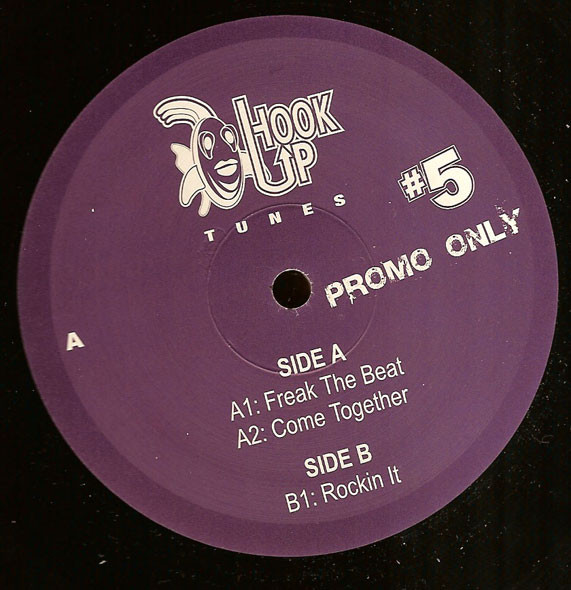 HOOK
UP
TUNES
#5
PROMO ONLY
A
SIDE A
A1: Freak The Beat
A2: Come Together
SIDE B
B1: Rockin It